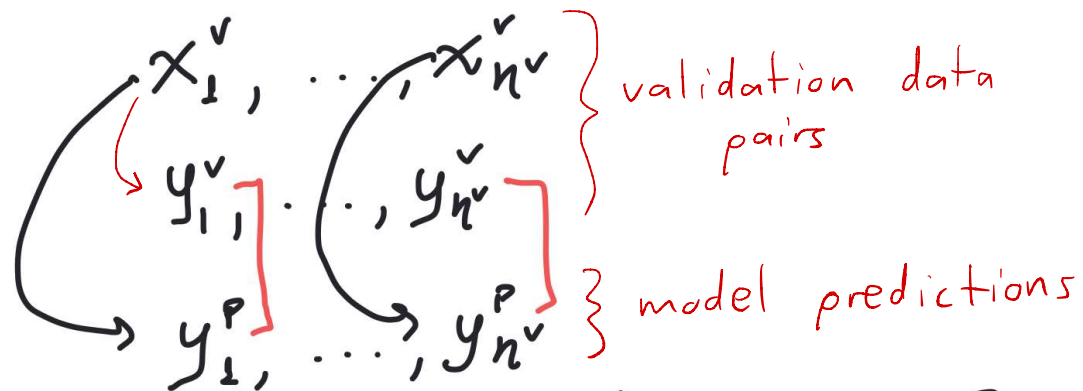 x₁ᵛ, ..., xₙᵥᵛ
validation data
pairs
y₁ᵛ, ..., yₙᵥᵛ
model predictions
y₁ᵖ, ..., yₙᵥᵖ